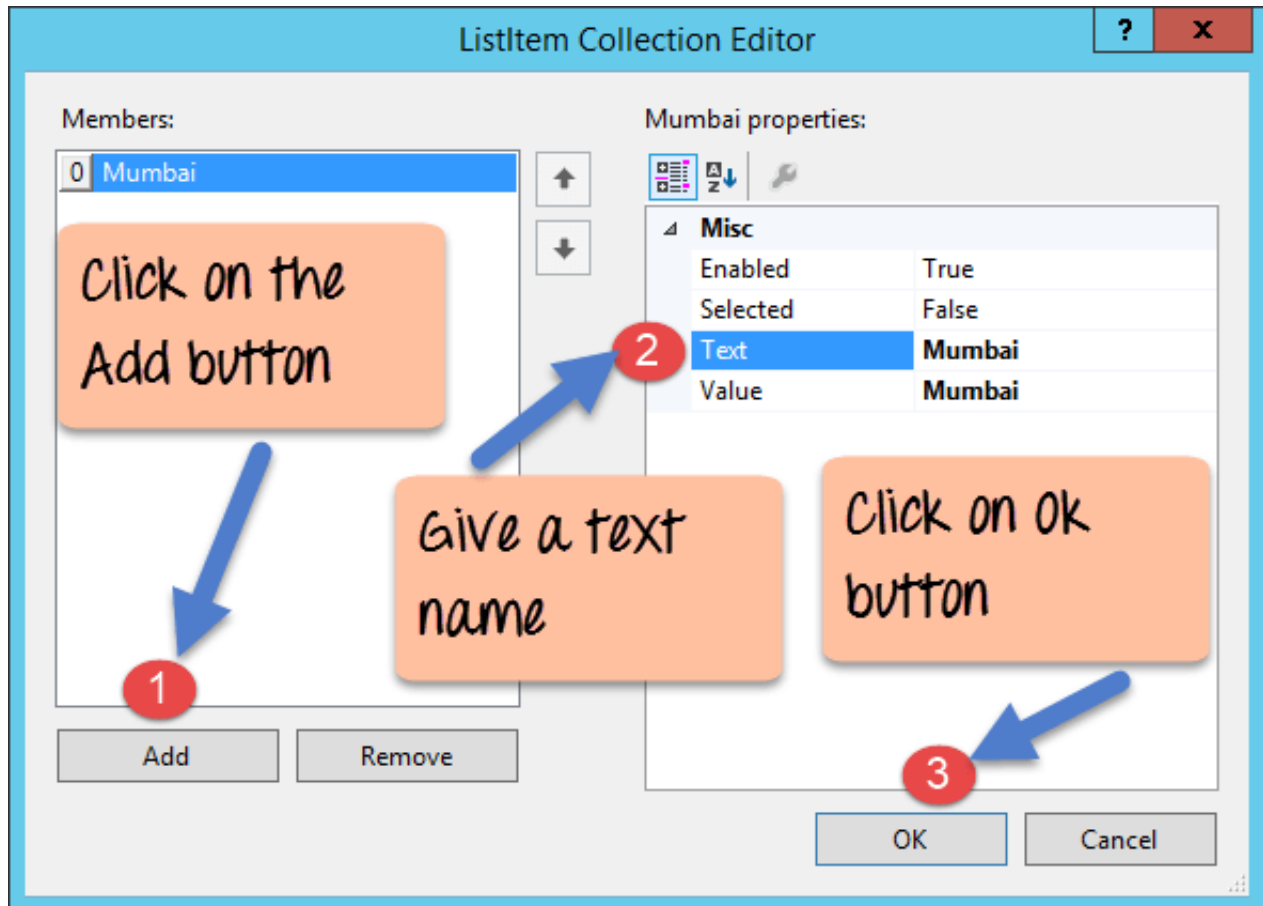 ListItem Collection Editor
? x
Members:
0 Mumbai
Click on the
Add button
1
Add
Remove
Mumbai properties:
A
Z
Misc
Enabled True
Selected False
2
Text Mumbai
Value Mumbai
Give a text
name
Click on Ok
button
3
OK
Cancel